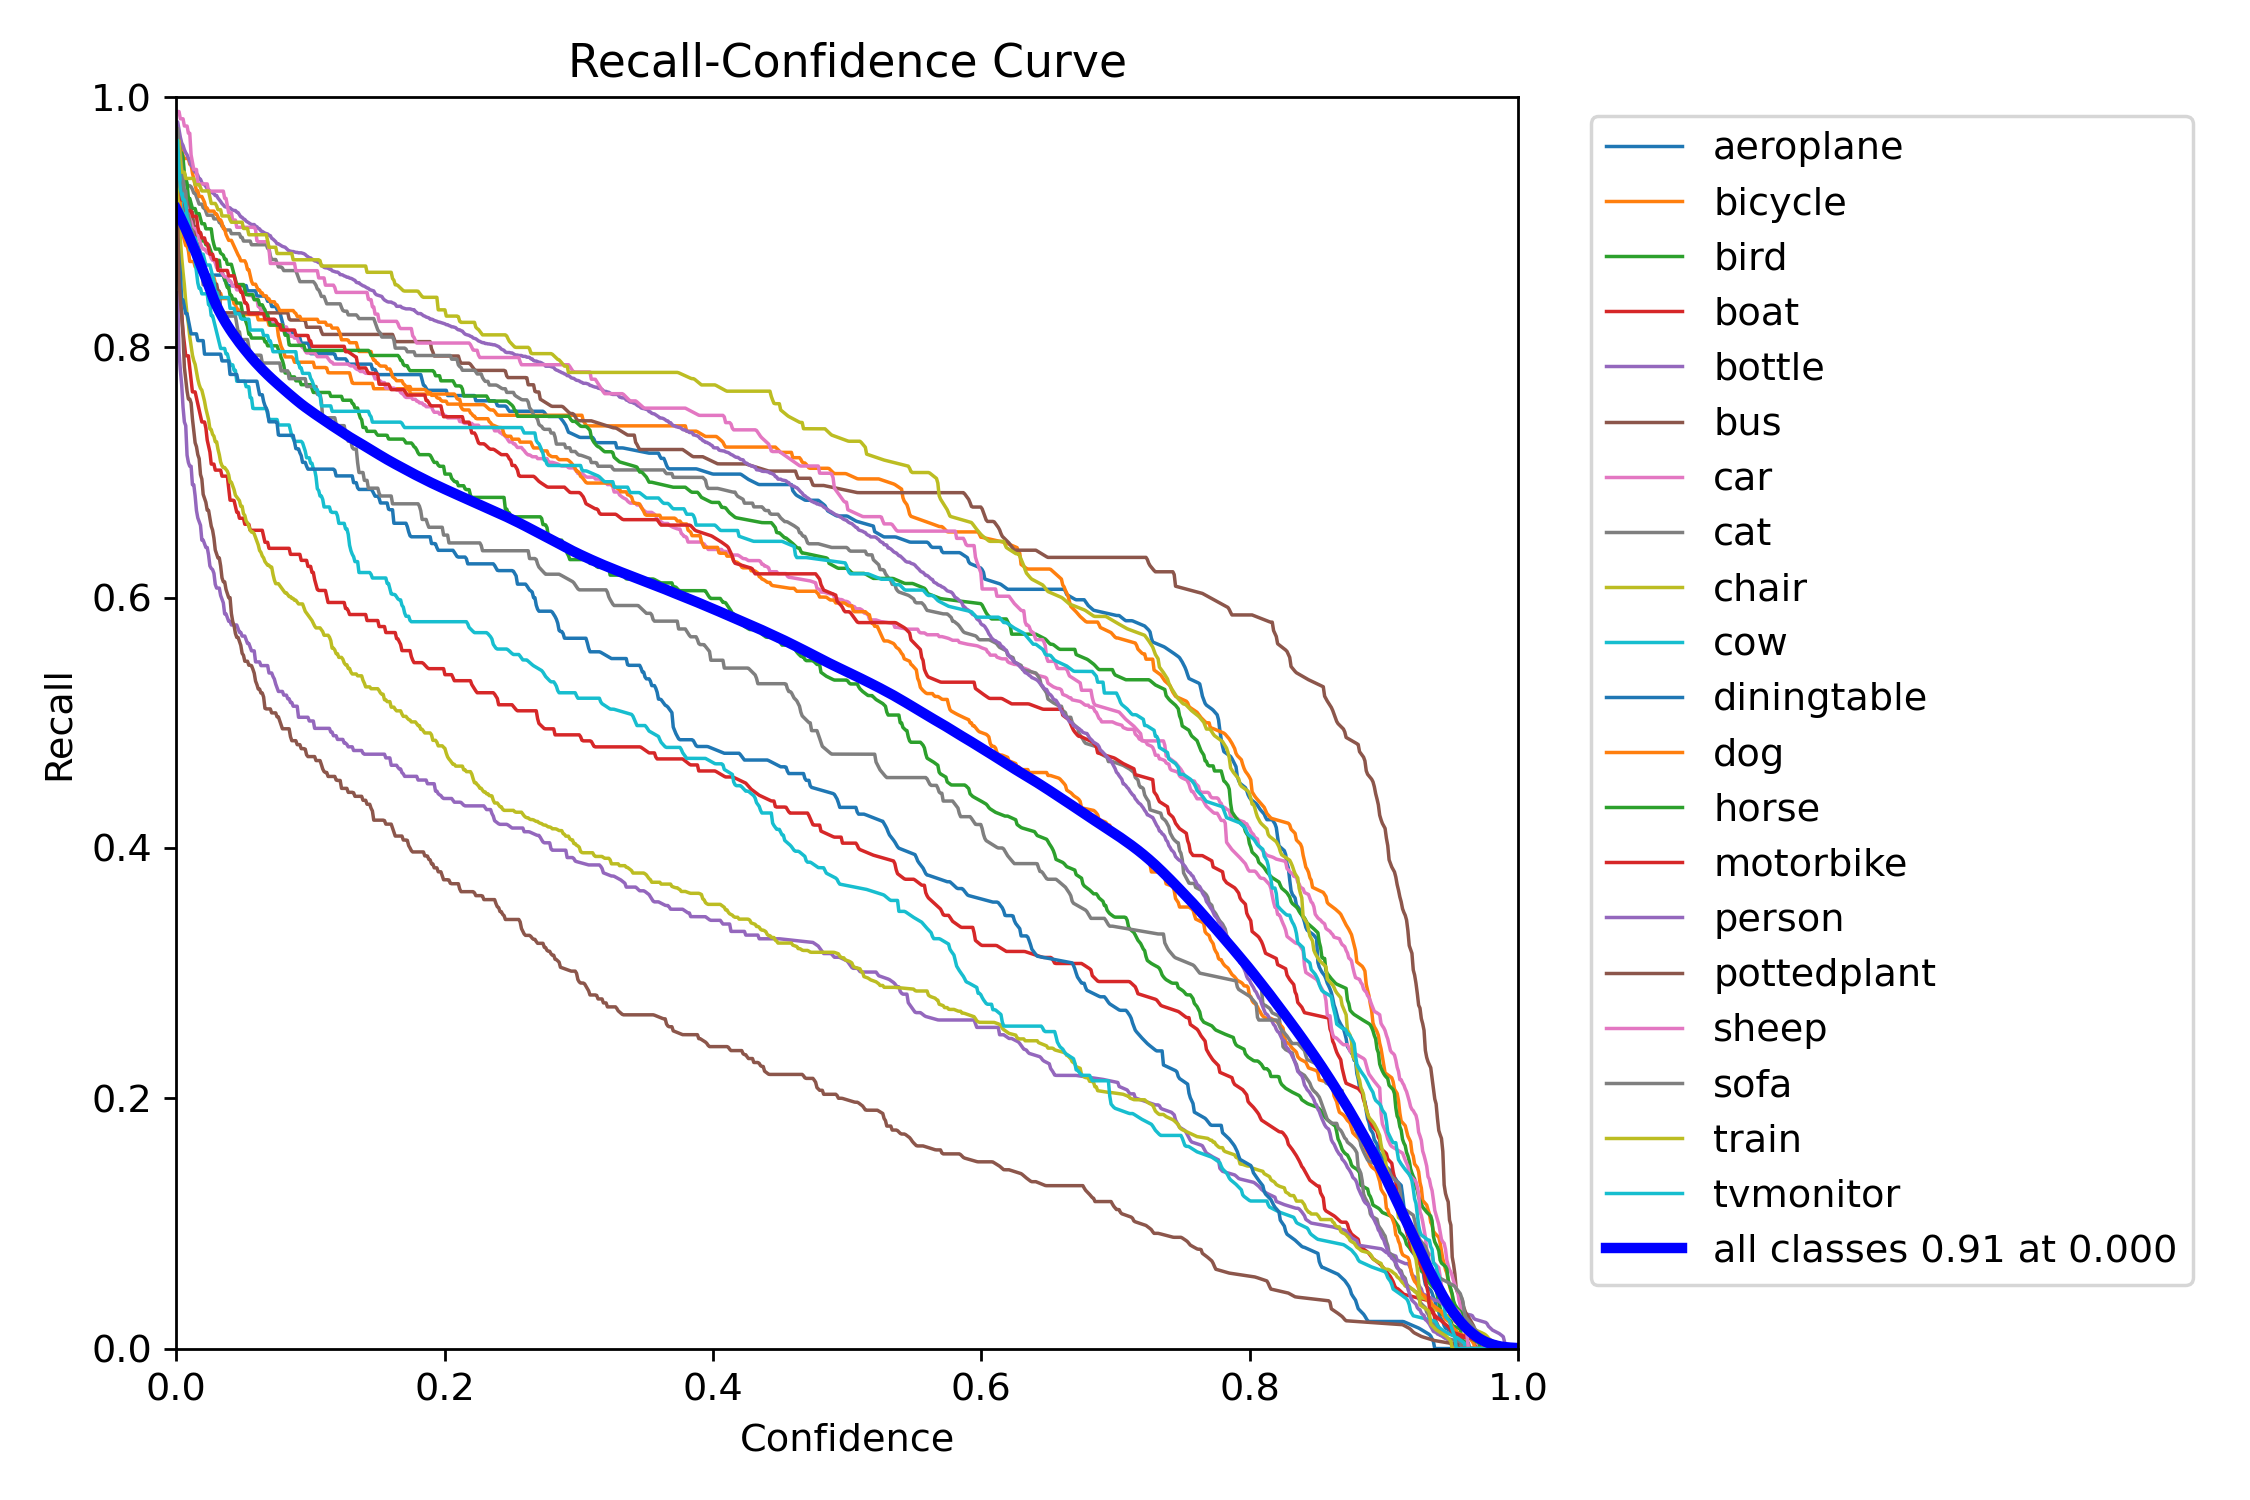 Recall-Confidence Curve
1.0
0.8
0.6
0.4
0.2
0.0
Recall
0.0 0.2 0.4 0.6 0.8 1.0
Confidence
aeroplane
bicycle
bird
boat
bottle
bus
car
cat
chair
cow
diningtable
dog
horse
motorbike
person
pottedplant
sheep
sofa
train
tvmonitor
all classes 0.91 at 0.000